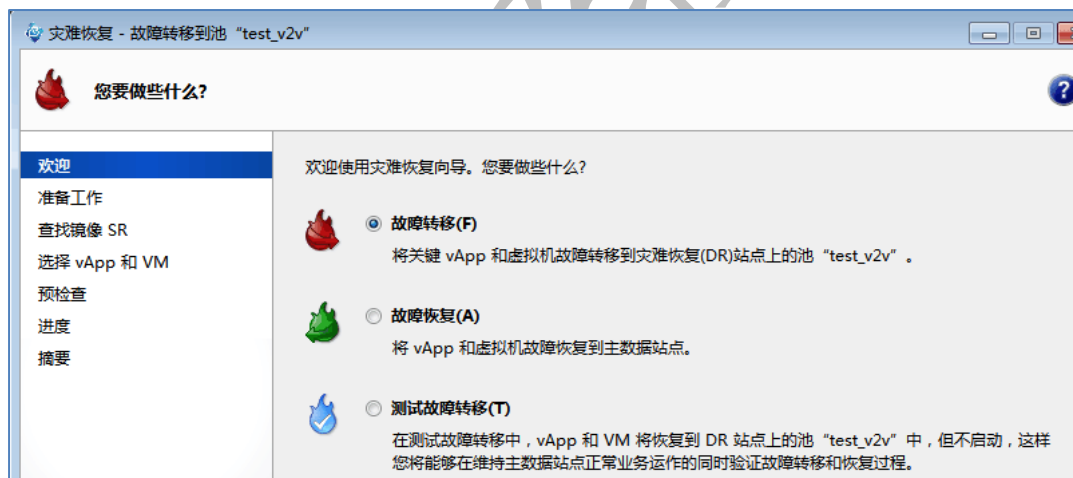 灾难恢复 - 故障转移到池“test_v2v”
您要做些什么?
欢迎
准备工作
查找镜像 SR
选择 vApp 和 VM
预检查
进度
摘要
欢迎使用灾难恢复向导。您要做些什么?
故障转移(F)
将关键 vApp 和虚拟机故障转移到灾难恢复(DR)站点上的池“test_v2v”。
故障恢复(A)
将 vApp 和虚拟机故障恢复到主数据站点。
测试故障转移(T)
在测试故障转移中，vApp 和 VM 将恢复到 DR 站点上的池“test_v2v”中，但不启动，这样
您将能够在维持主数据站点正常业务运作的同时验证故障转移和恢复过程。